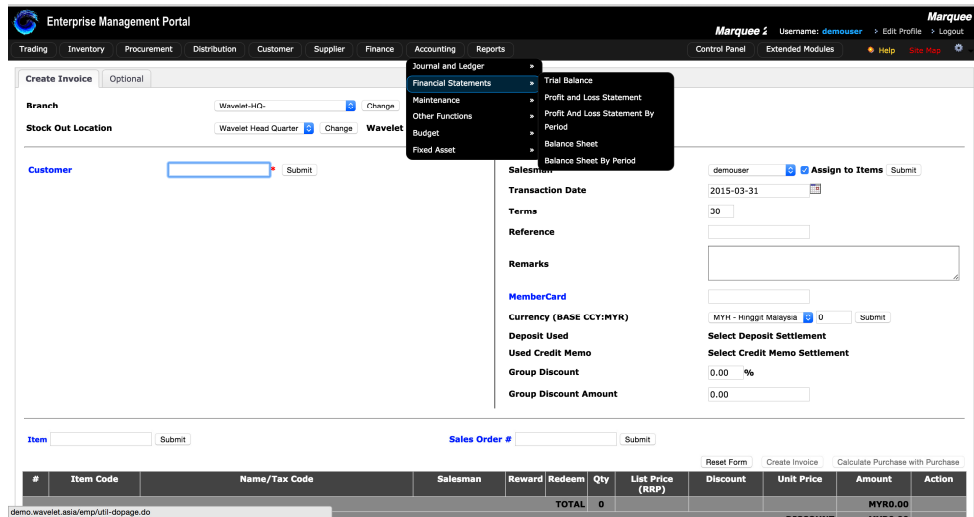 Marquee
Enterprise Management Portal
Marquee 2 Username: demouser > Edit Profile > Logout
Trading Inventory Procurement Distribution Customer Supplier Finance Accounting Reports Control Panel Extended Modules Help Site Map
Journal and Ledger »
Financial Statements »
Maintenance »
Other Functions »
Budget »
Fixed Asset »
Trial Balance
Profit and Loss Statement
Profit And Loss Statement By
Period
Balance Sheet
Balance Sheet By Period
Create Invoice Optional
Branch Wavelet-HQ- Change
Stock Out Location Wavelet Head Quarter Change Wavelet
Customer * Submit
Salesman demouser Assign to Items Submit
Transaction Date 2015-03-31
Terms 30
Reference
Remarks
MemberCard
Currency (BASE CCY:MYR) MYR - Ringgit Malaysia 0 Submit
Deposit Used Select Deposit Settlement
Used Credit Memo Select Credit Memo Settlement
Group Discount 0.00 %
Group Discount Amount 0.00
Item Submit Sales Order # Submit
Reset Form Create Invoice Calculate Purchase with Purchase
# Item Code Name/Tax Code Salesman Reward Redeem Qty List Price (RRP) Discount Unit Price Amount Action
TOTAL 0 MYR0.00
demo.wavelet.asia/emp/util-dopage.do